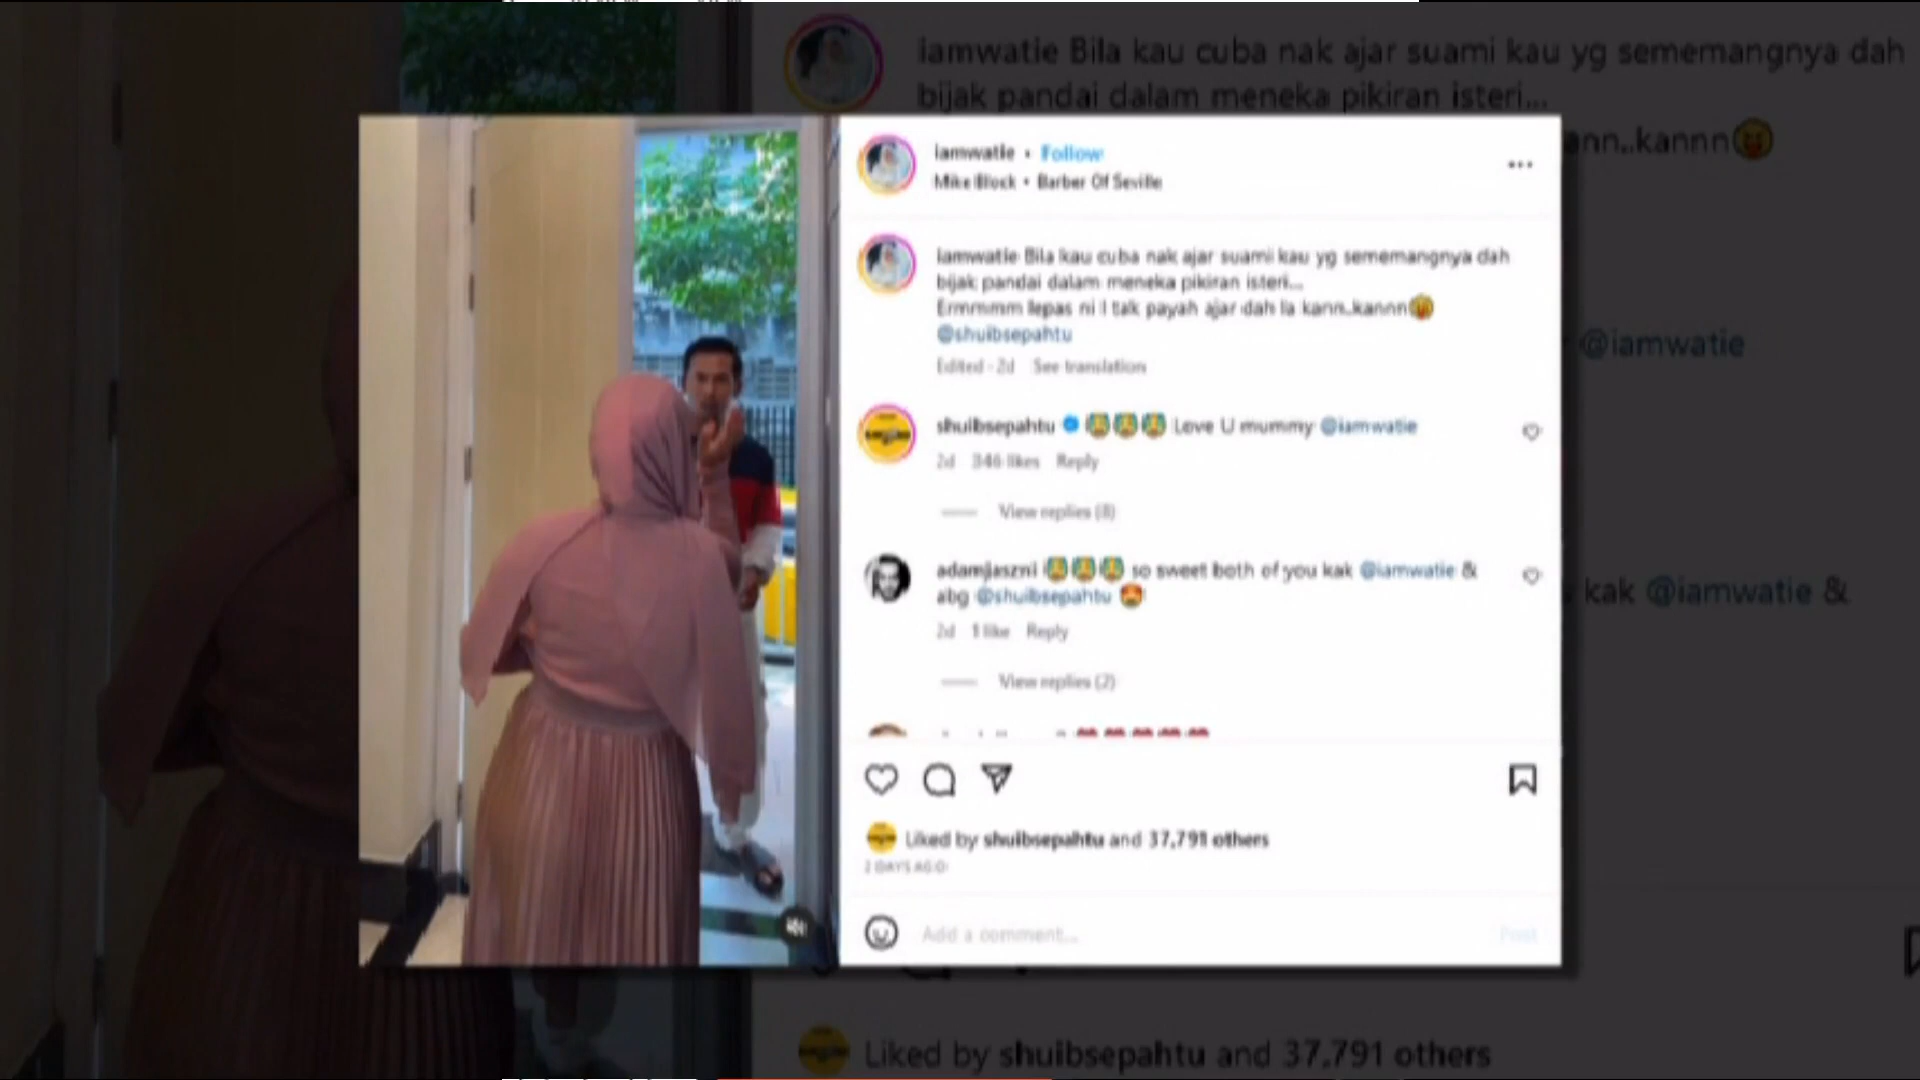 iamwatie Bila kau cuba nak ajar suami kau yg sememangnya dah
bijak pandai dalam meneka pikiran isteri...
ann..kannn😝
@iamwatie
kak @iamwatie &
iamwatie • Follow
Mike Block • Barber Of Seville
iamwatie Bila kau cuba nak ajar suami kau yg sememangnya dah
bijak pandai dalam meneka pikiran isteri...
Ermmmm lepas ni I tak payah ajar dah la kann..kannn😝
@shuibsepahtu
Edited · 2d See translation
shuibsepahtu Love U mummy @iamwatie
2d 346 likes Reply
View replies (8)
adamjaszni so sweet both of you kak @iamwatie &
abg @shuibsepahtu 😍
2d 1 like Reply
View replies (2)
Liked by shuibsepahtu and 37,791 others
2 DAYS AGO
Add a comment...
Post
Liked by shuibsepahtu and 37,791 others